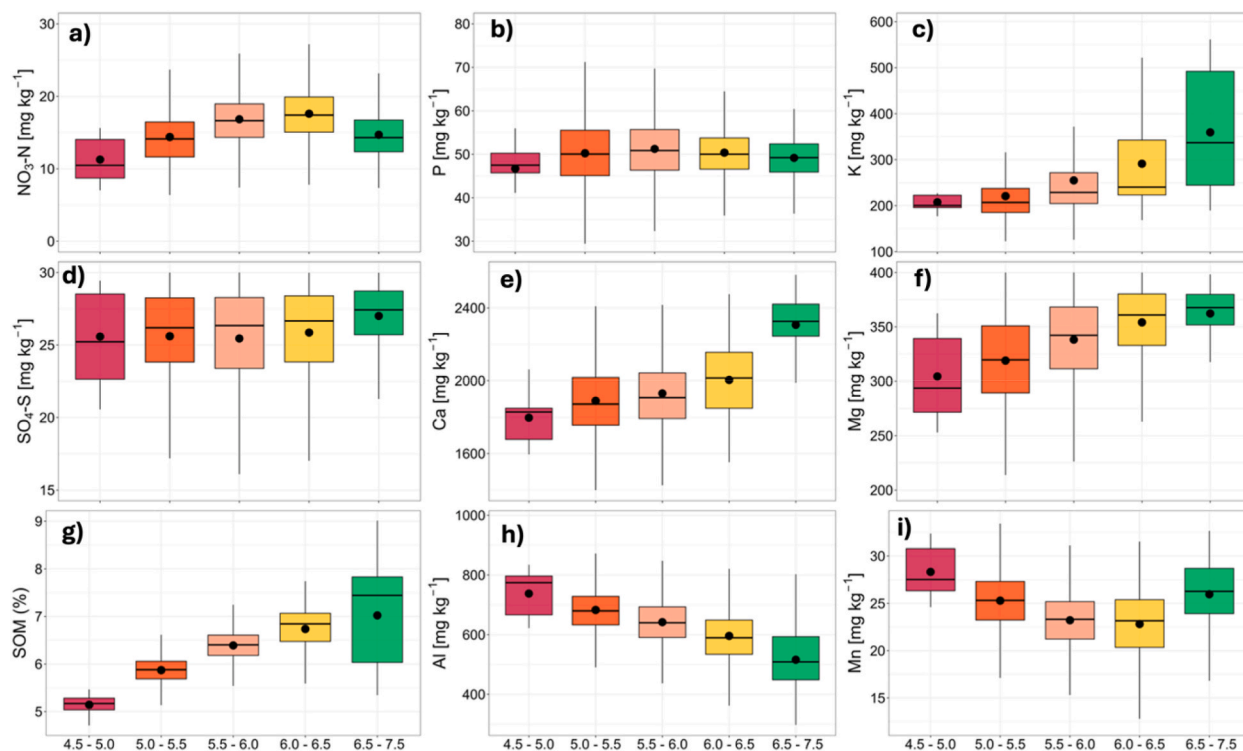 a)
NO₃-N [mg kg⁻¹]
30
20
10
0
b)
P [mg kg⁻¹]
80
70
60
50
40
30
c)
K [mg kg⁻¹]
600
500
400
300
200
100
d)
SO₄-S [mg kg⁻¹]
30
25
20
15
e)
Ca [mg kg⁻¹]
2400
2000
1600
f)
Mg [mg kg⁻¹]
400
350
300
250
200
g)
SOM (%)
9
8
7
6
5
4.5 - 5.0 5.0 - 5.5 5.5 - 6.0 6.0 - 6.5 6.5 - 7.5
h)
Al [mg kg⁻¹]
1000
800
600
400
4.5 - 5.0 5.0 - 5.5 5.5 - 6.0 6.0 - 6.5 6.5 - 7.5
i)
Mn [mg kg⁻¹]
30
25
20
15
4.5 - 5.0 5.0 - 5.5 5.5 - 6.0 6.0 - 6.5 6.5 - 7.5